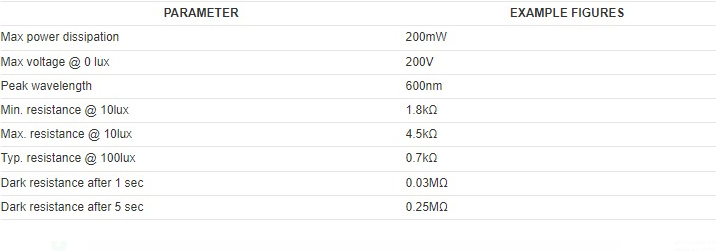 PARAMETER EXAMPLE FIGURES
Max power dissipation 200mW
Max voltage @ 0 lux 200V
Peak wavelength 600nm
Min. resistance @ 10lux 1.8kΩ
Max. resistance @ 10lux 4.5kΩ
Typ. resistance @ 100lux 0.7kΩ
Dark resistance after 1 sec 0.03MΩ
Dark resistance after 5 sec 0.25MΩ